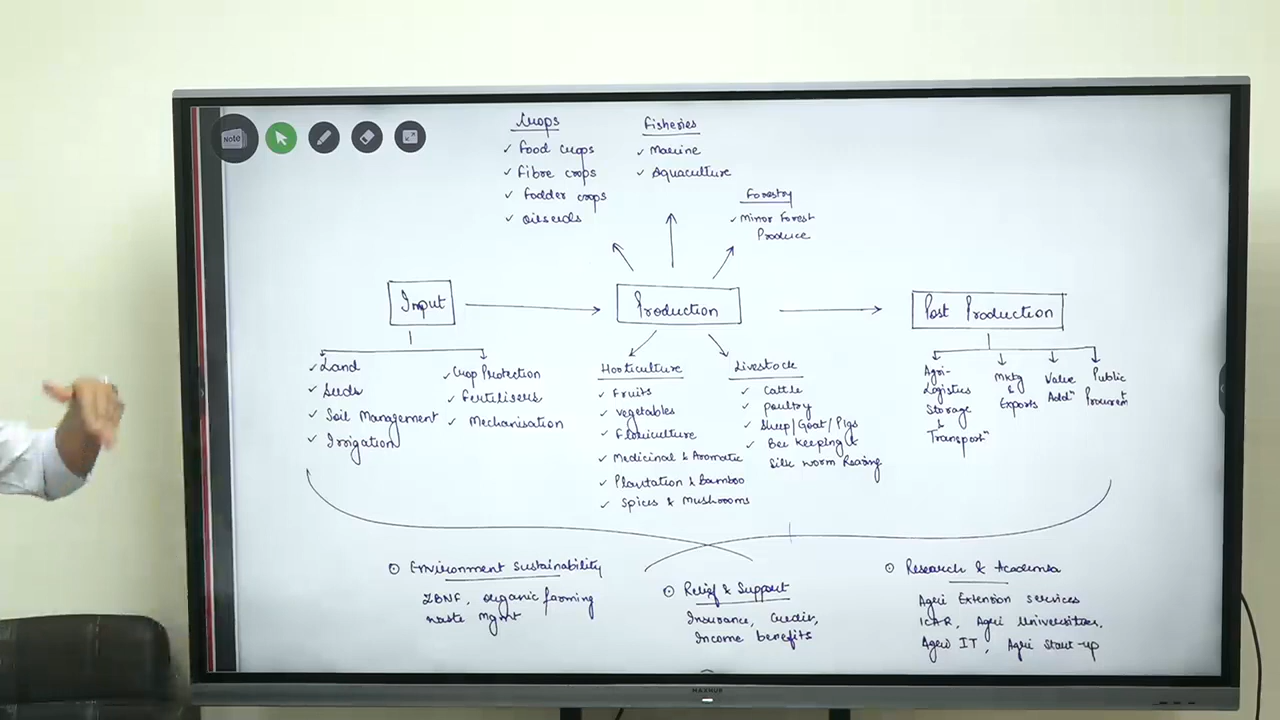 Note
Crops
✓ Food crops
✓ Fibre crops
✓ Fodder crops
✓ Oilseeds
Fisheries
✓ Marine
✓ Aquaculture
Forestry
✓ Minor Forest
Produce
Input
Production
Post Production
✓ Land
✓ Seeds
✓ Soil Management
✓ Irrigation
✓ Crop Protection
✓ Fertilisers
✓ Mechanisation
Horticulture
✓ Fruits
✓ Vegetables
✓ Floriculture
✓ Medicinal & Aromatic
✓ Plantation & Bamboo
✓ Spices & Mushrooms
Livestock
✓ Cattle
✓ Poultry
✓ Sheep/Goat/Pigs
✓ Bee Keeping &
Silk worm Rearing
Agri-
Logistics
Storage
&
Transportⁿ
Mktg
&
Exports
Value
Addⁿ
Public
Procuremᵗ
⊙ Environment Sustainability
ZBNF, organic farming
waste mgmt
⊙ Relief & Support
Insurance, Credit,
Income benefits
⊙ Research & Academia
Agri Extension services
ICAR, Agri Universities,
Agri IT, Agri Start-up
MAXHUB